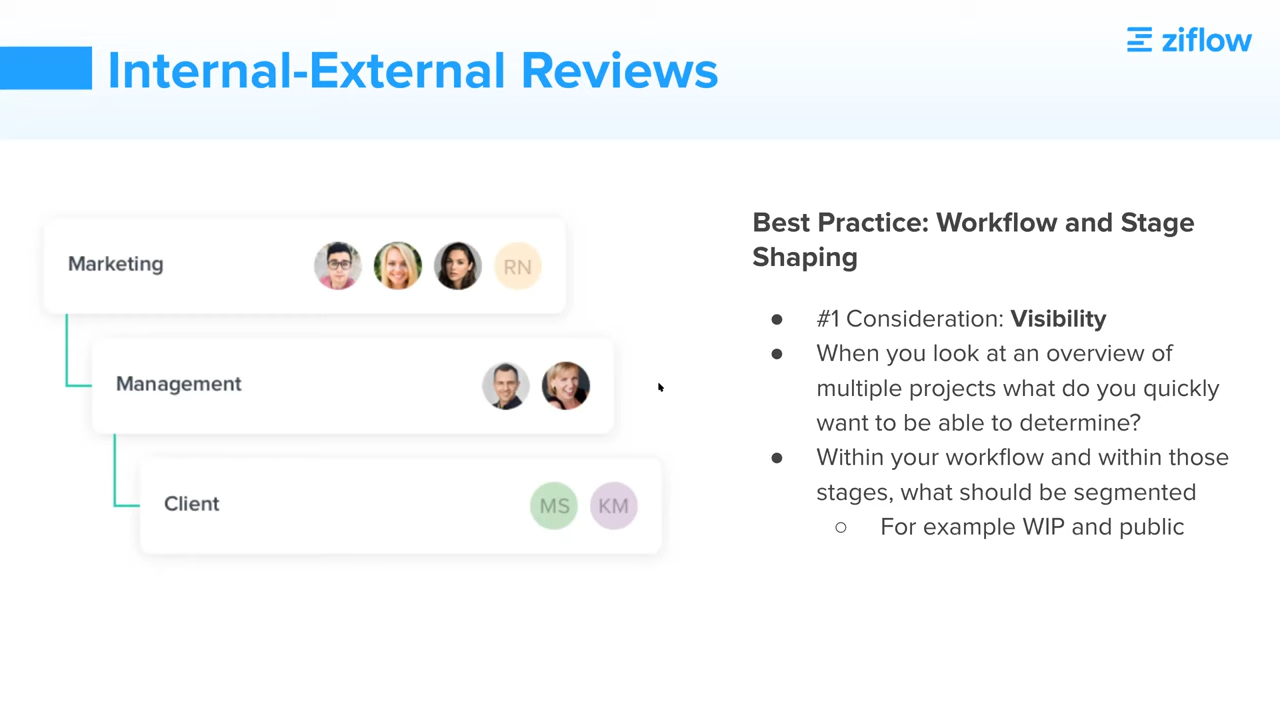 Internal-External Reviews
ziflow
Marketing
RN
Management
Client
MS
KM
Best Practice: Workflow and Stage
Shaping
● #1 Consideration: Visibility
● When you look at an overview of
multiple projects what do you quickly
want to be able to determine?
● Within your workflow and within those
stages, what should be segmented
○ For example WIP and public